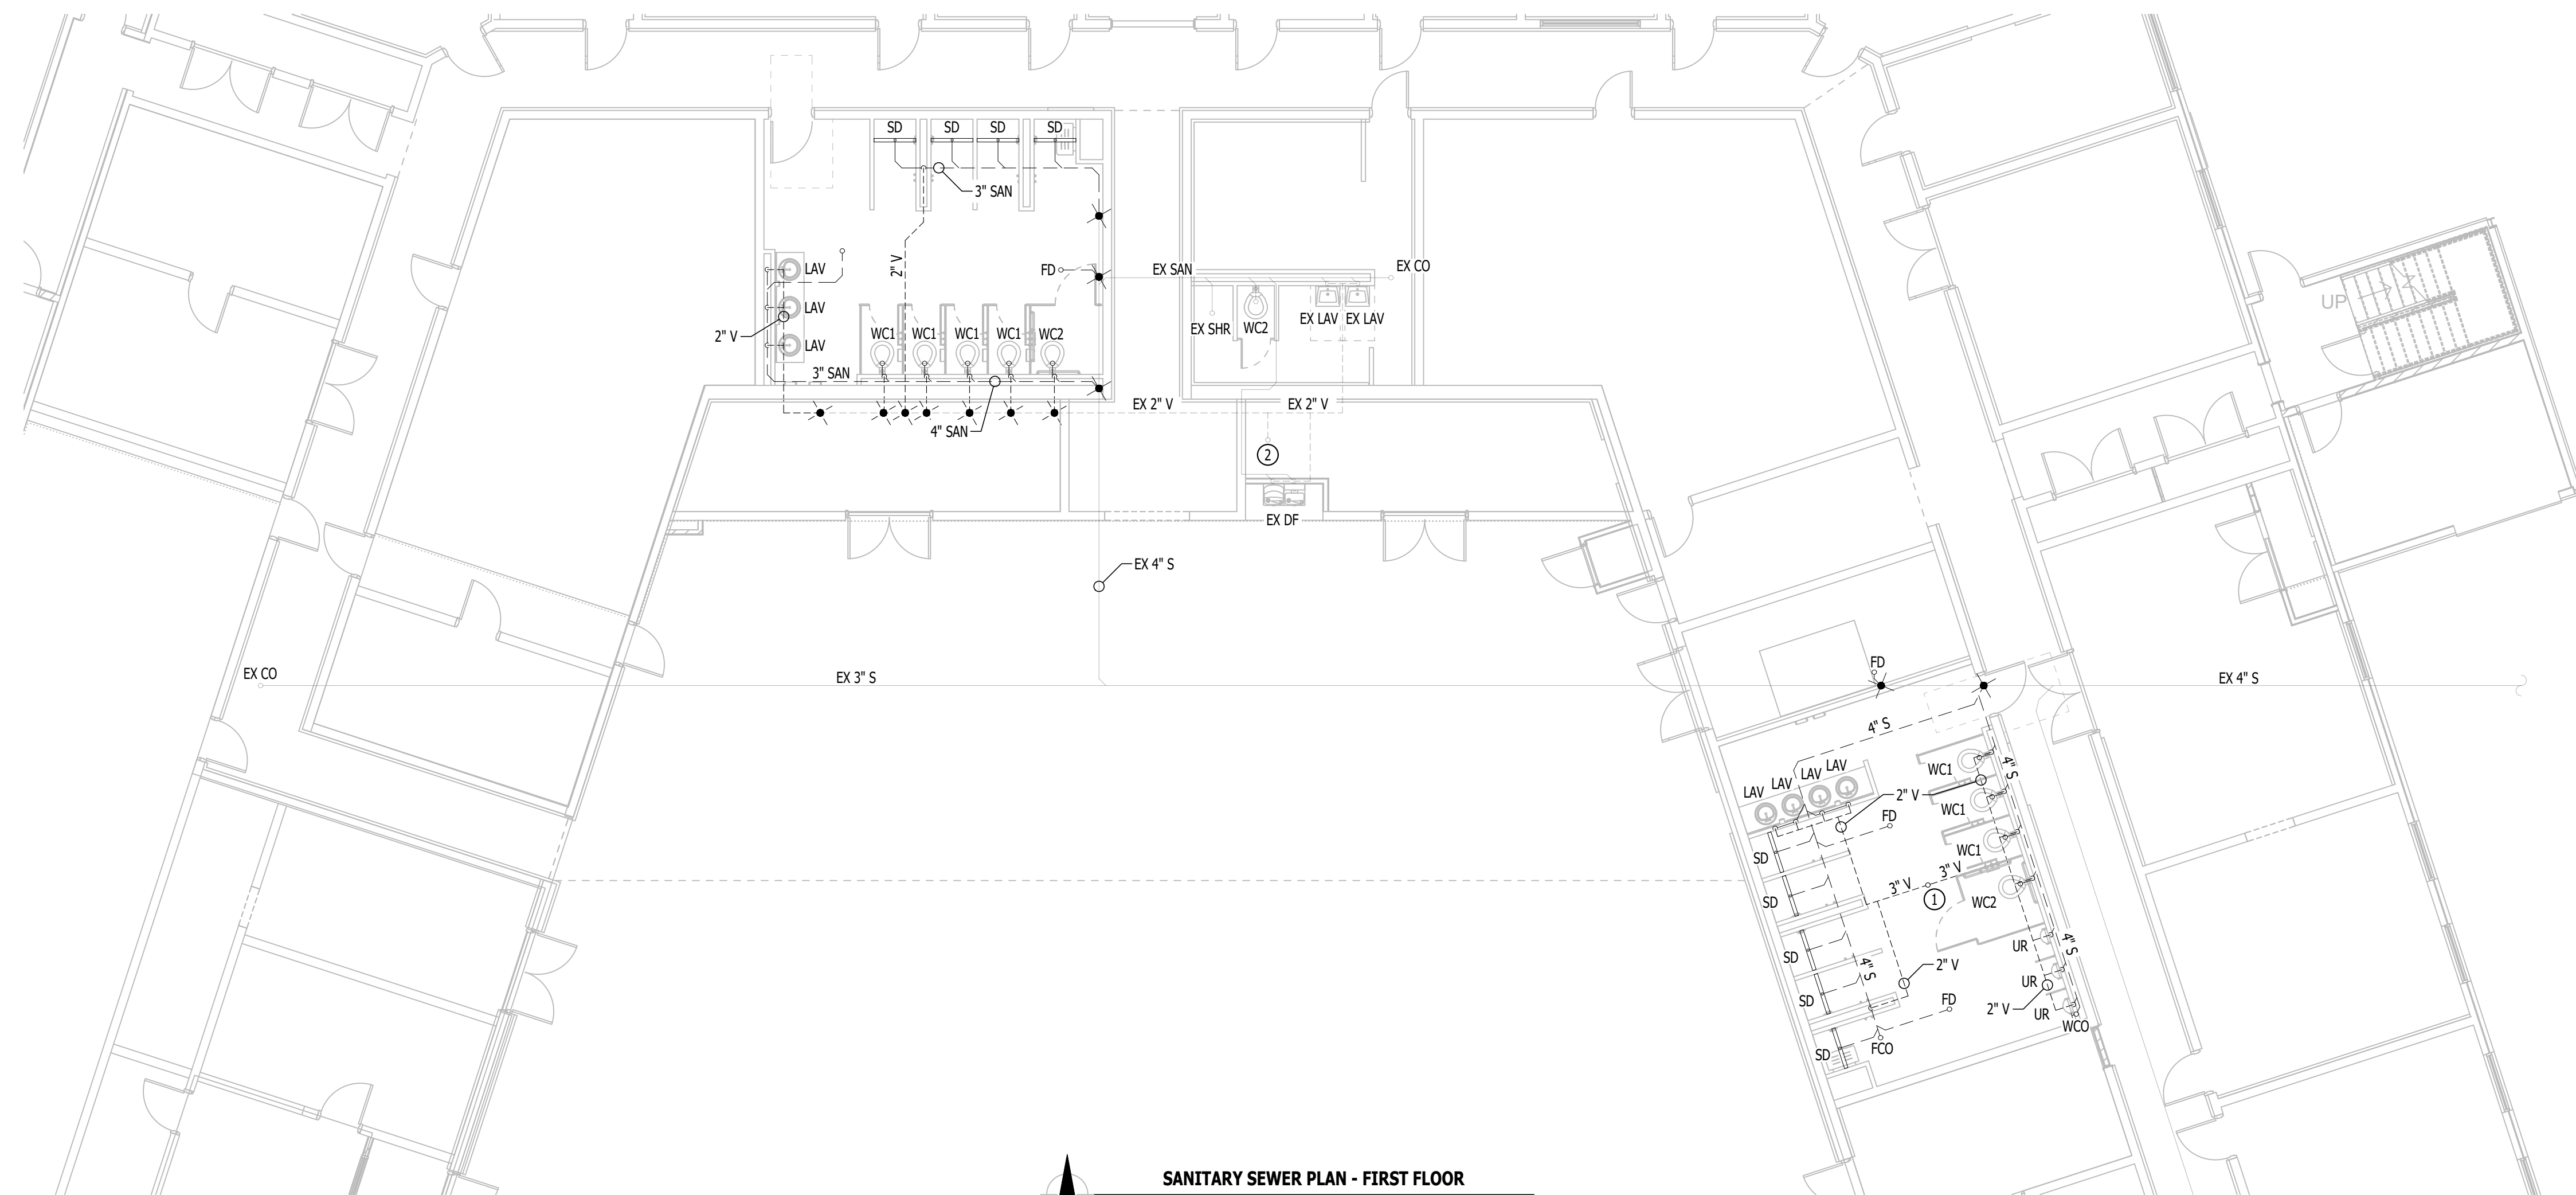 SD SD SD SD
3" SAN
2" V
FD
EX SAN
EX CO
UP
LAV
LAV
LAV
2" V
EX SHR
WC2
EX LAV EX LAV
WC1 WC1 WC1 WC1 WC2
3" SAN
4" SAN
EX 2" V
EX 2" V
2
EX DF
EX 4" S
EX CO
EX 3" S
FD
EX 4" S
4" S
LAV LAV LAV LAV
WC1
4" S
2" V
WC1
FD
WC1
SD
3" V
3" V
1
SD
WC2
UR
4" S
SD
4" S
2" V
UR
SD
FD
2" V
UR
WCO
SD
FCO
SANITARY SEWER PLAN - FIRST FLOOR